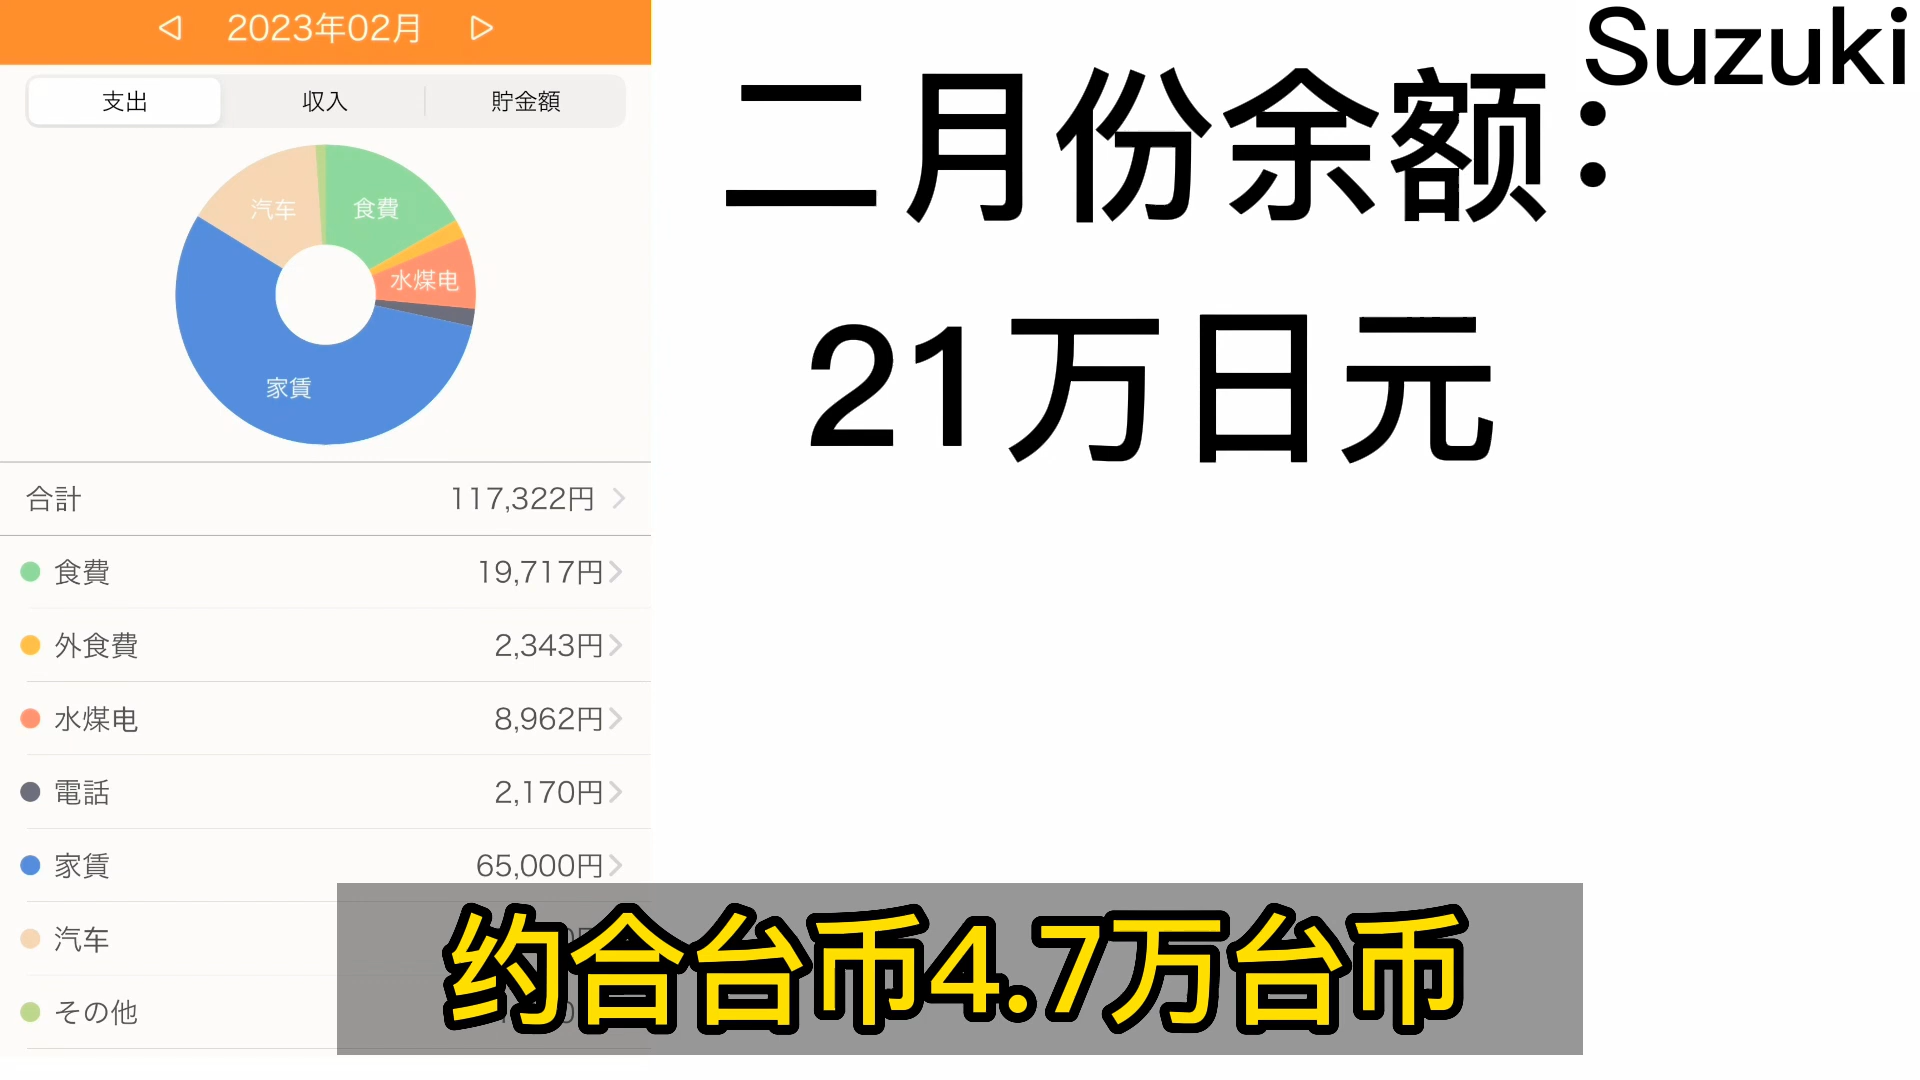 2023年02月
支出 収入 貯金額
汽车 食費
水煤电
家賃
合計 117,322円
食費 19,717円
外食費 2,343円
水煤电 8,962円
電話 2,170円
家賃 65,000円
汽车
その他
Suzuki
二月份余额：
21万日元
约合台币4.7万台币